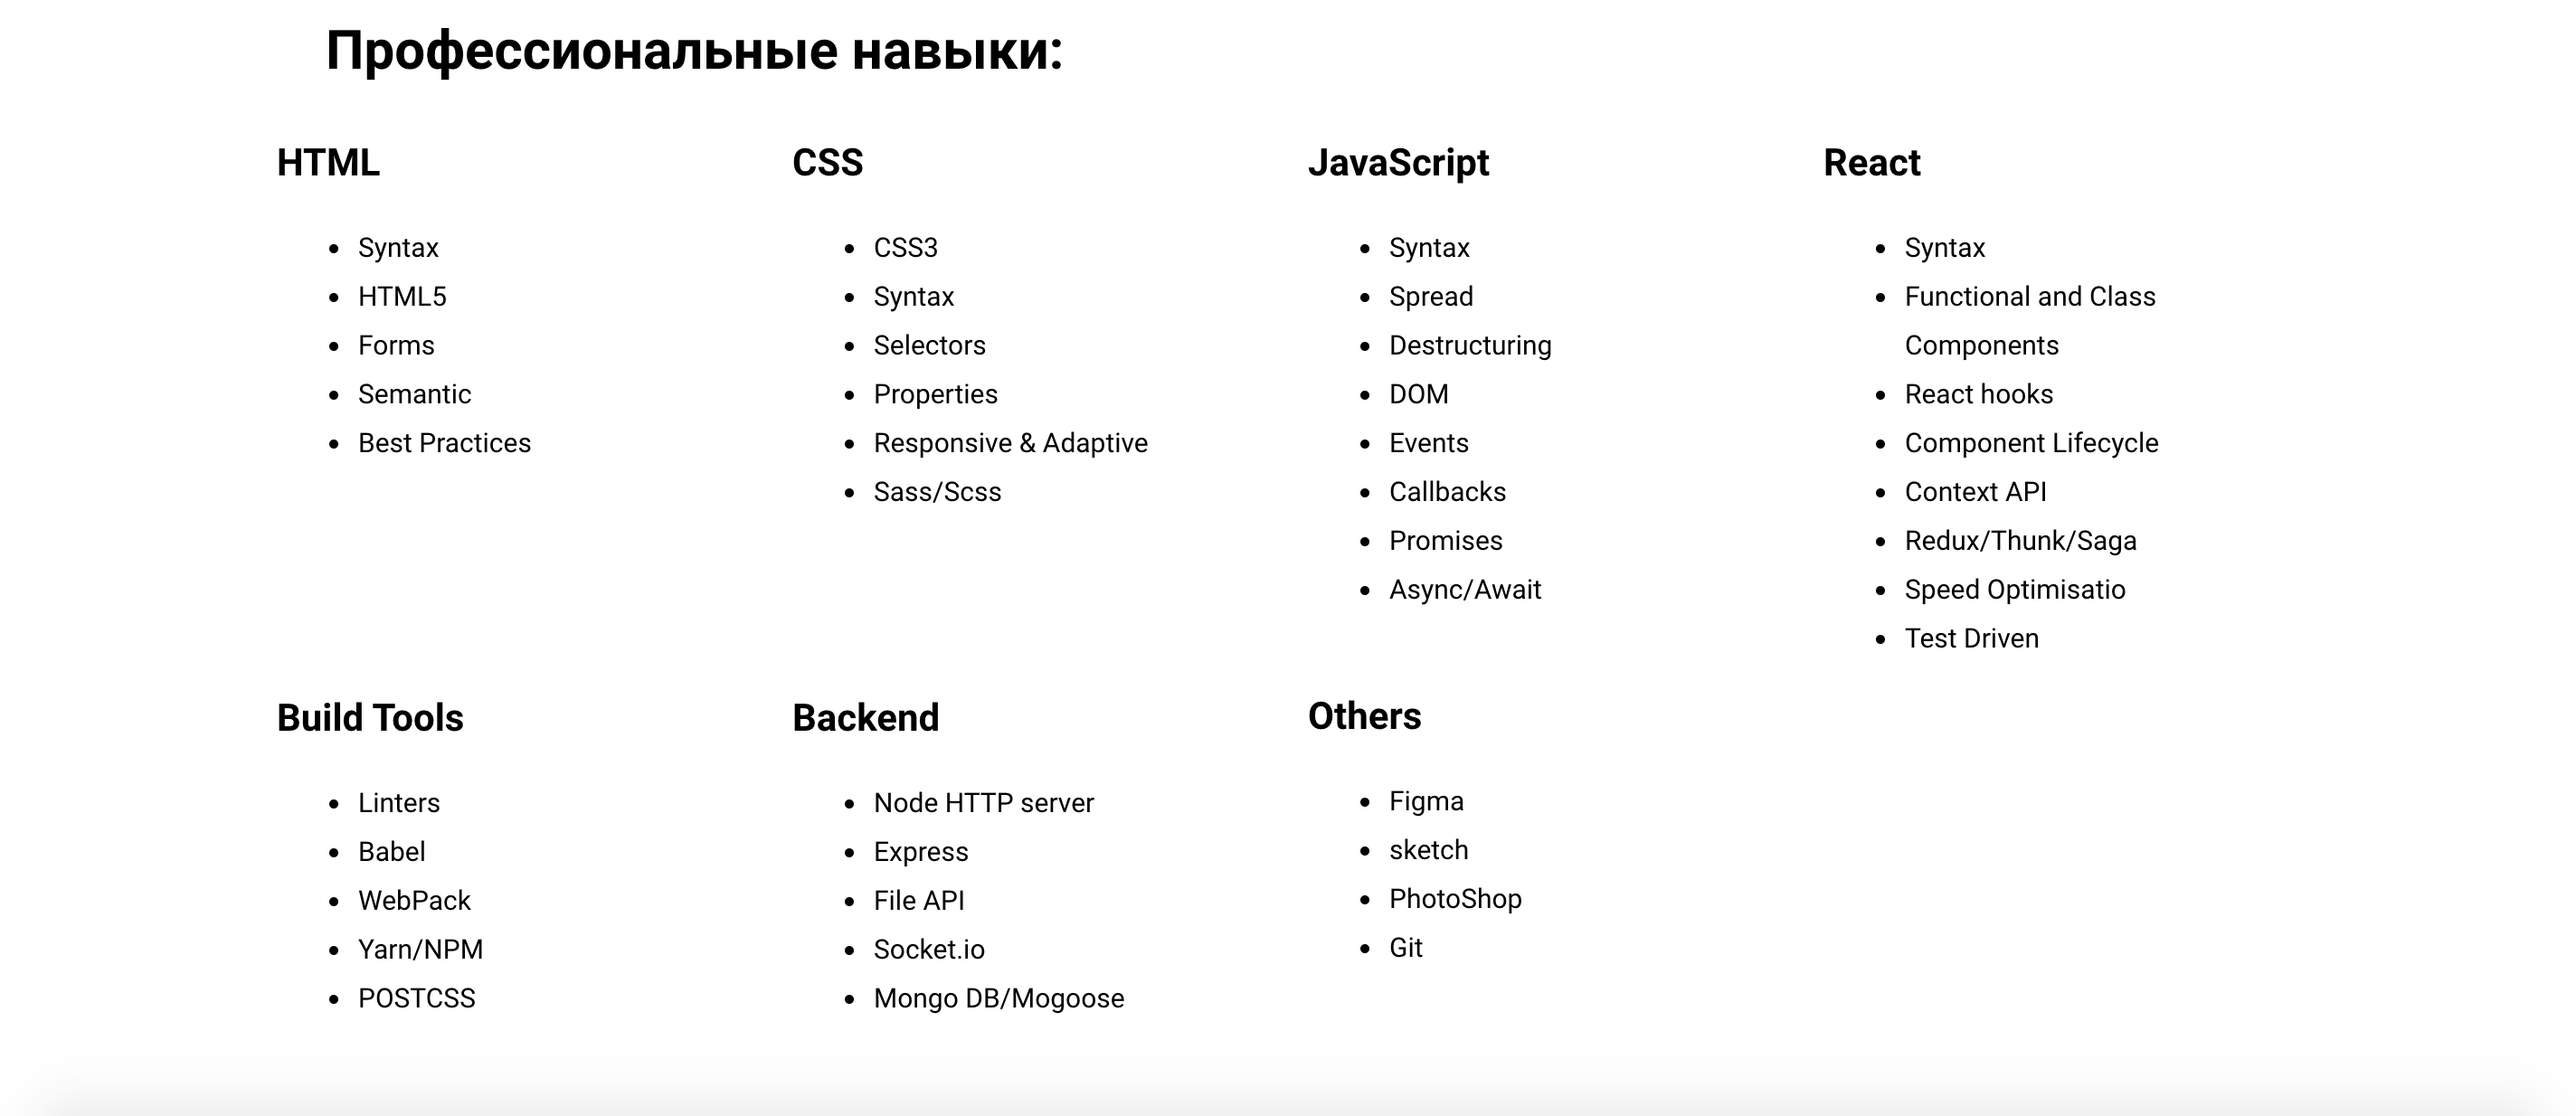 Профессиональные навыки:
HTML
Syntax
HTML5
Forms
Semantic
Best Practices
CSS
CSS3
Syntax
Selectors
Properties
Responsive & Adaptive
Sass/Scss
JavaScript
Syntax
Spread
Destructuring
DOM
Events
Callbacks
Promises
Async/Await
React
Syntax
Functional and Class
Components
React hooks
Component Lifecycle
Context API
Redux/Thunk/Saga
Speed Optimisatio
Test Driven
Build Tools
Linters
Babel
WebPack
Yarn/NPM
POSTCSS
Backend
Node HTTP server
Express
File API
Socket.io
Mongo DB/Mogoose
Others
Figma
sketch
PhotoShop
Git